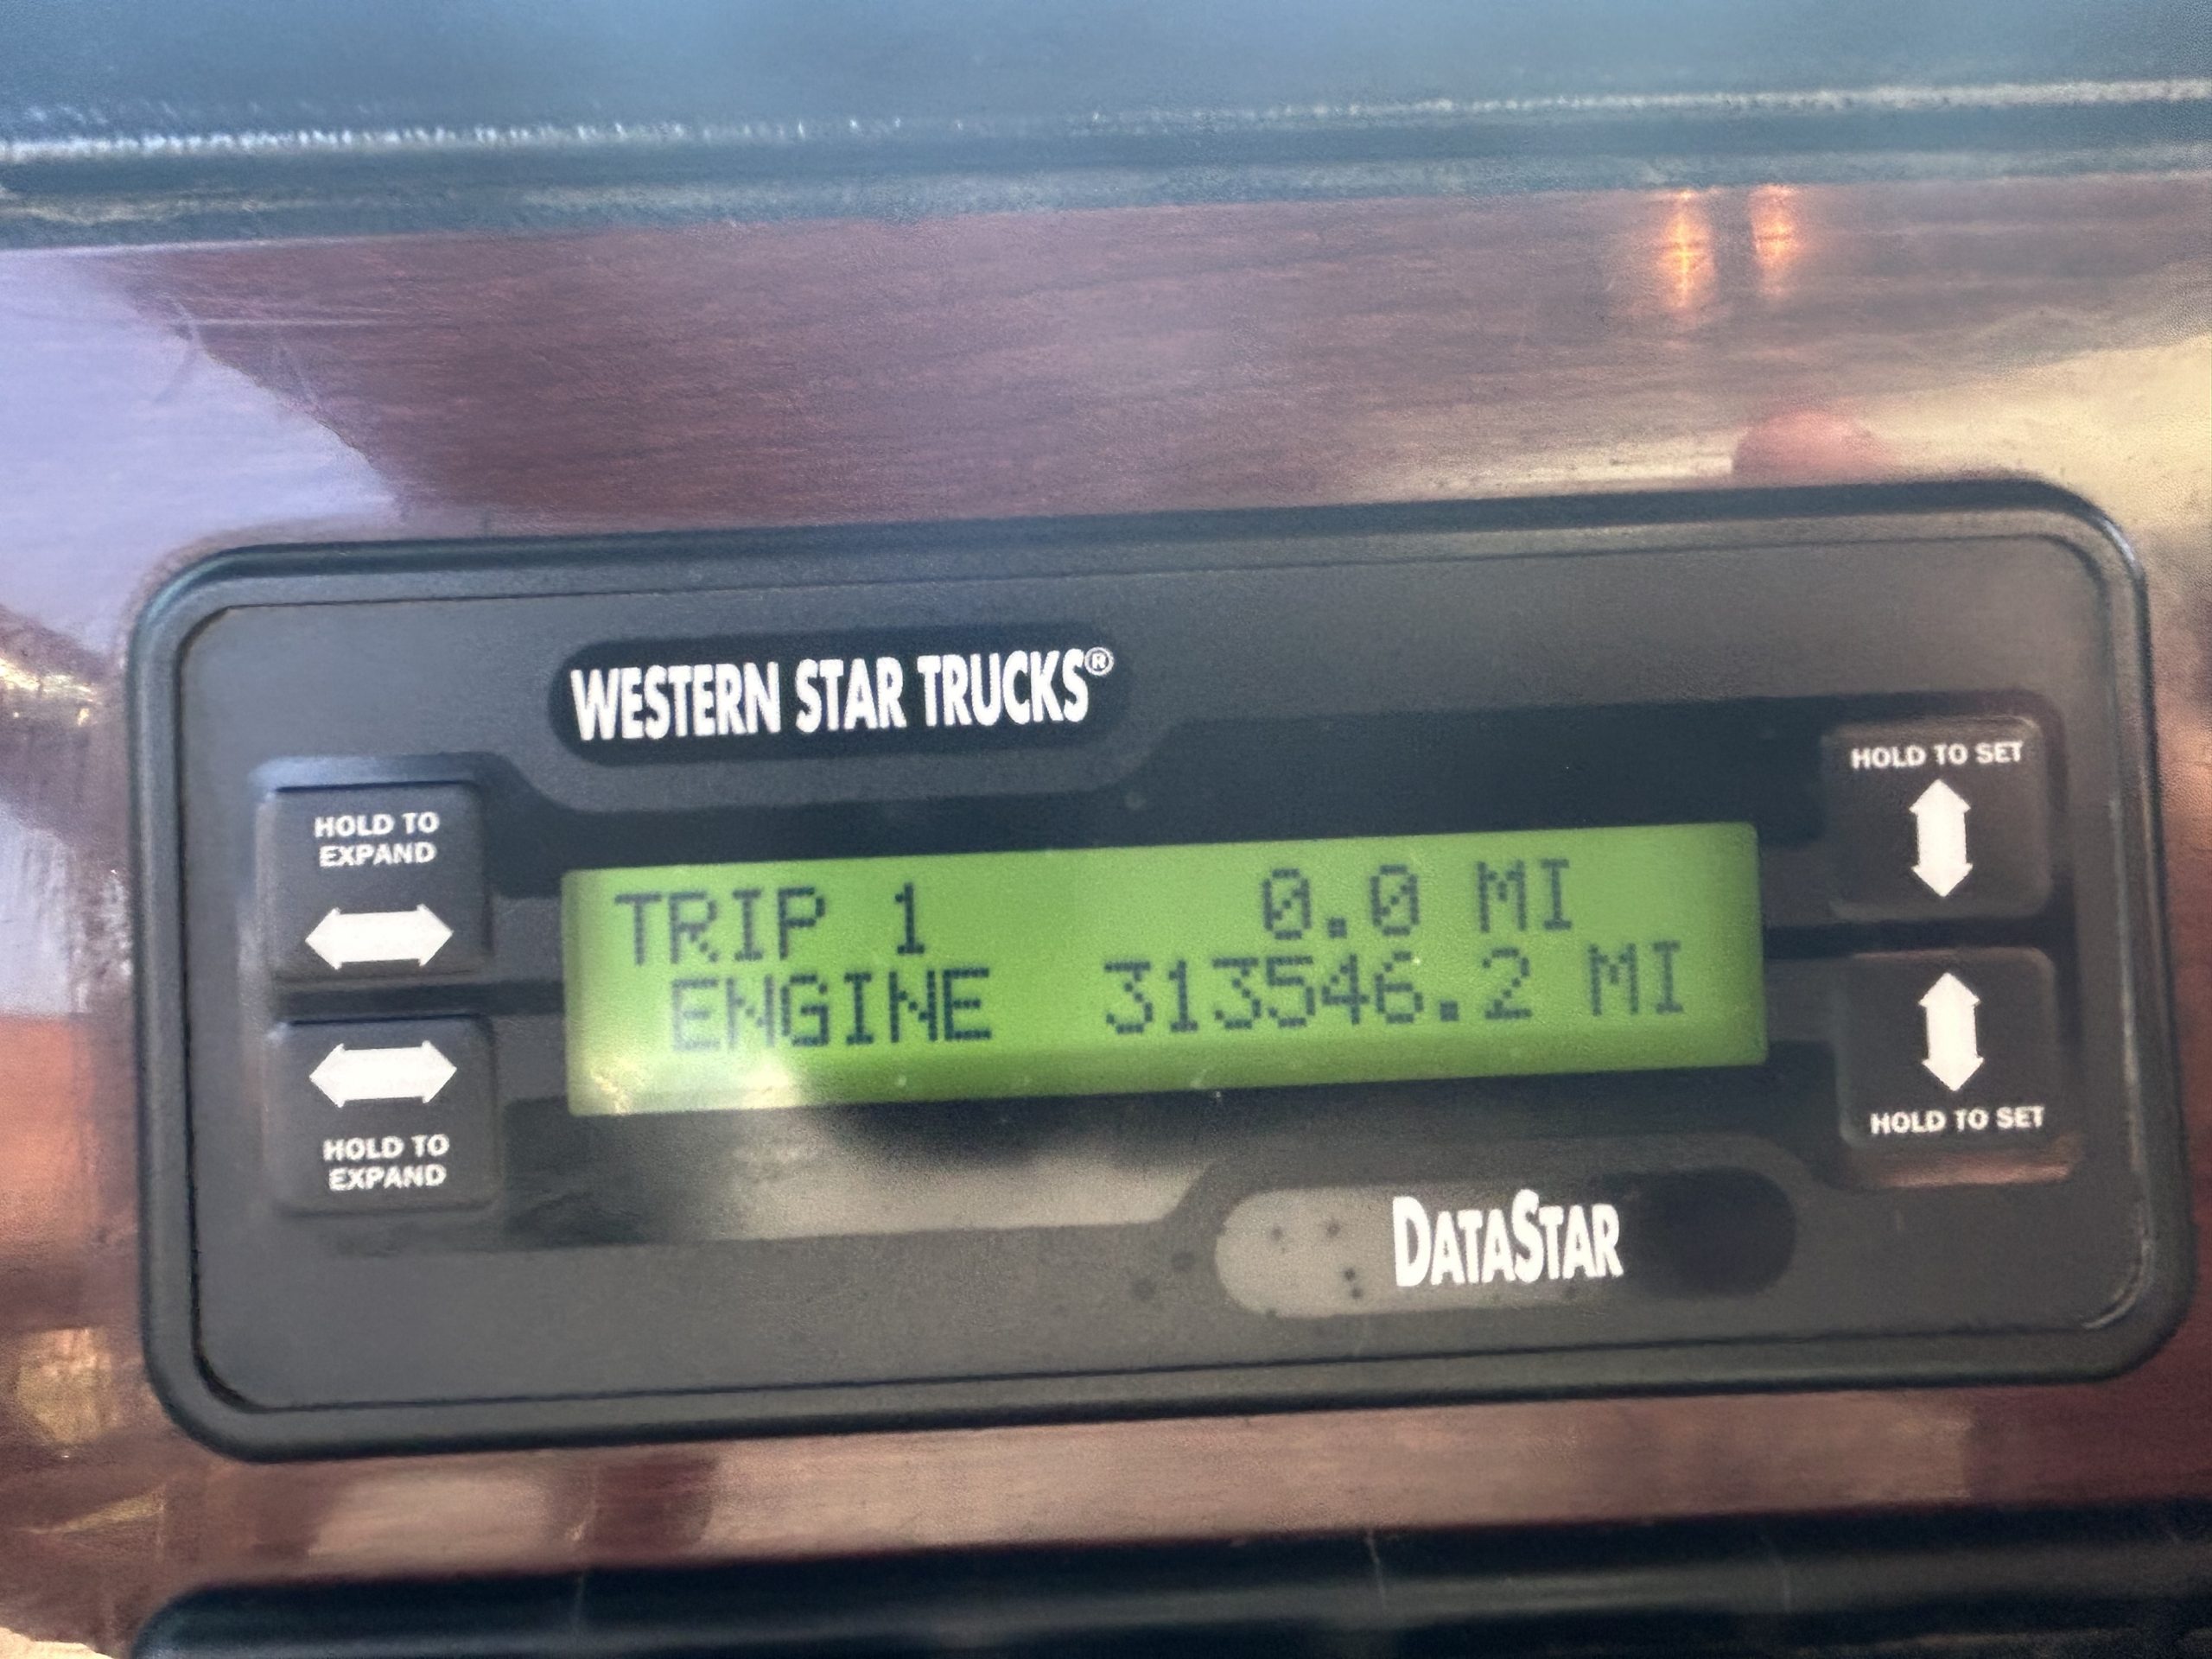 WESTERN STAR TRUCKS®
HOLD TO
EXPAND
HOLD TO SET
TRIP 1 0.0 MI
ENGINE 313546.2 MI
HOLD TO
EXPAND
HOLD TO SET
DATASTAR